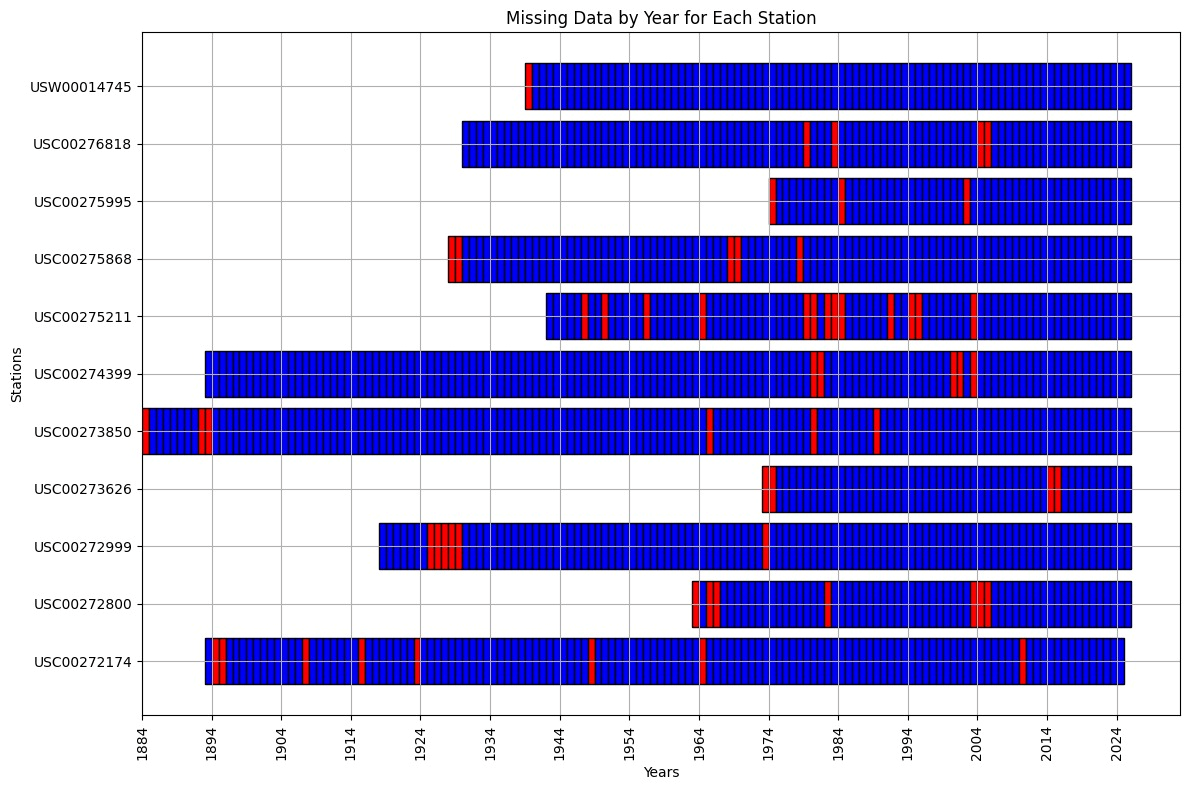 Missing Data by Year for Each Station
USW00014745
USC00276818
USC00275995
USC00275868
USC00275211
USC00274399
USC00273850
USC00273626
USC00272999
USC00272800
USC00272174
Stations
1884 1894 1904 1914 1924 1934 1944 1954 1964 1974 1984 1994 2004 2014 2024
Years